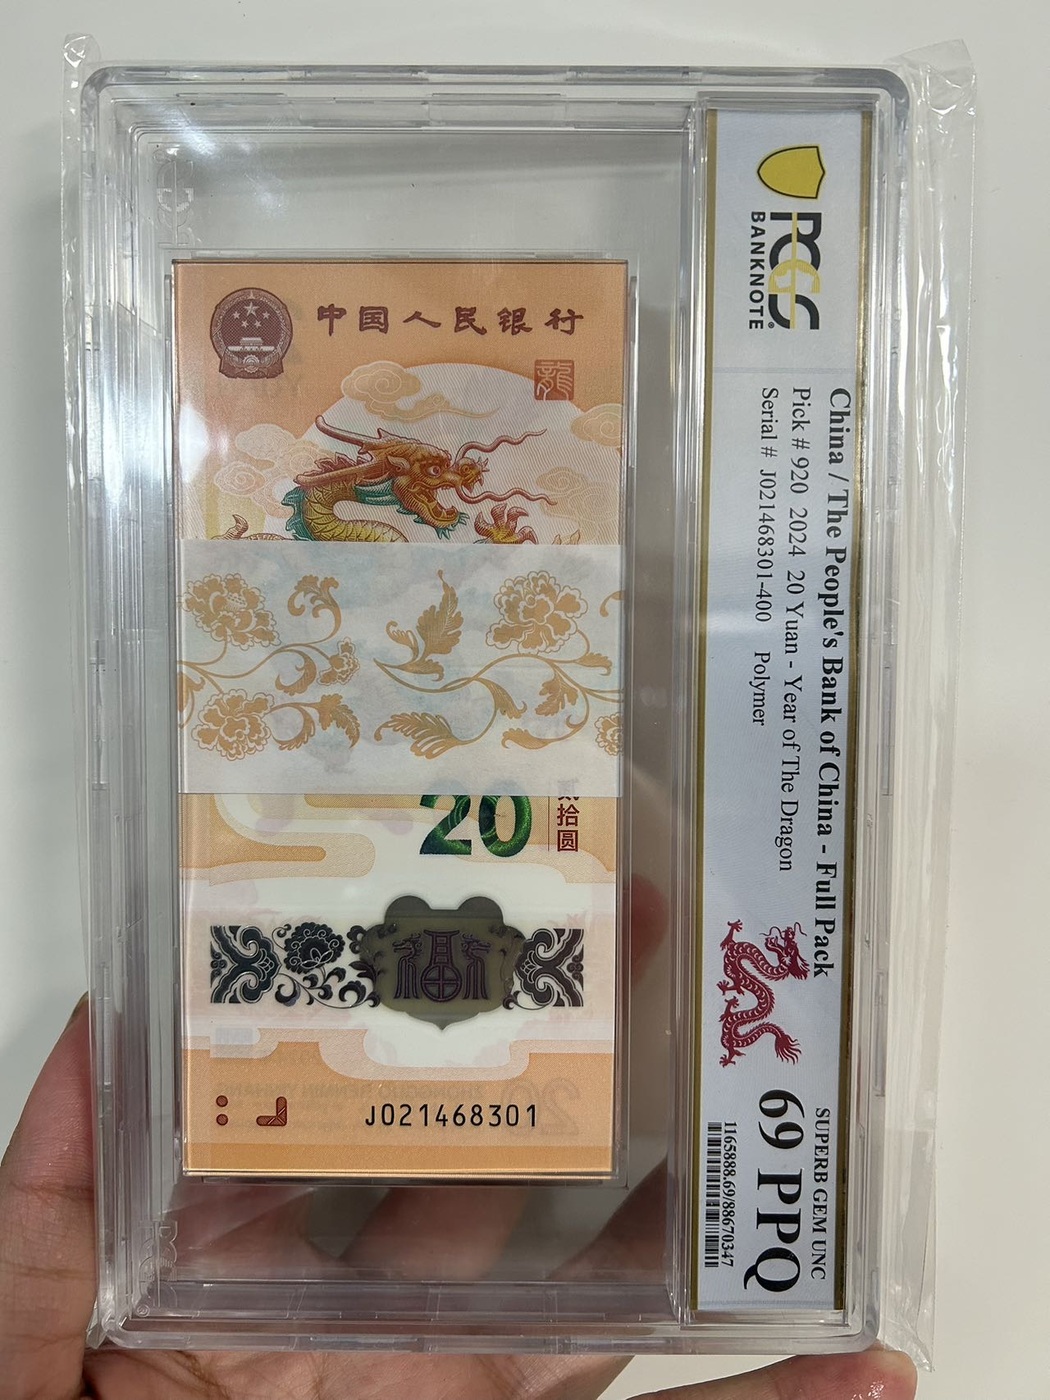 中国人民银行
龍
20
贰拾圆
J021468301
PCGS
BANKNOTE
China / The People's Bank of China - Full Pack
Pick # 920 2024 20 Yuan - Year of The Dragon
Serial # J021468301-400 Polymer
SUPERB GEM UNC
69 PPQ
1165888.69/88670347